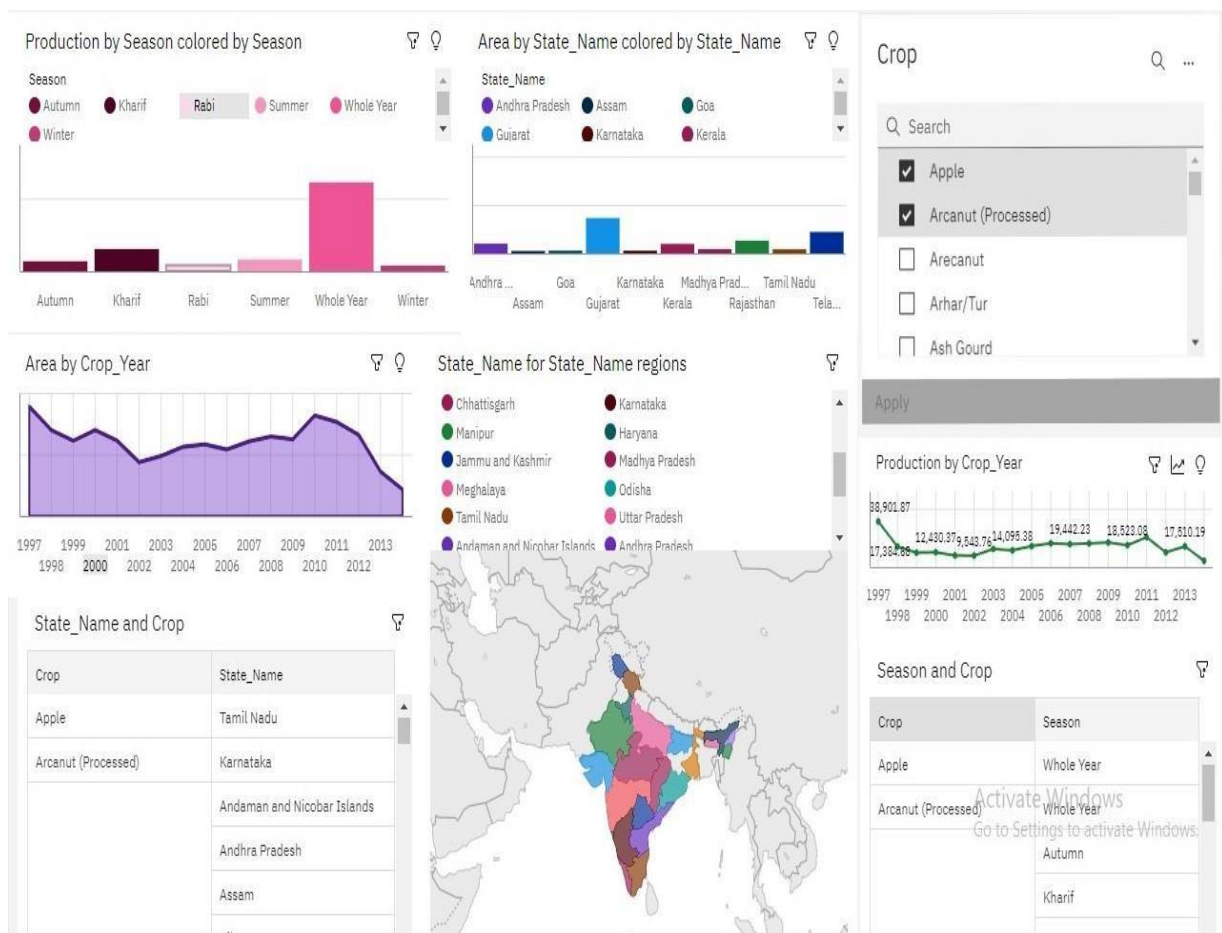 Production by Season colored by Season
Season
Autumn Kharif Rabi Summer Whole Year
Winter
Autumn Kharif Rabi Summer Whole Year Winter
Area by State_Name colored by State_Name
State_Name
Andhra Pradesh Assam Goa
Gujarat Karnataka Kerala
Andhra ... Goa Karnataka Madhya Prad... Tamil Nadu
Assam Gujarat Kerala Rajasthan Tela...
Crop
Search
Apple
Arcanut (Processed)
Arecanut
Arhar/Tur
Ash Gourd
Apply
Area by Crop_Year
1997 1999 2001 2003 2005 2007 2009 2011 2013
1998 2000 2002 2004 2006 2008 2010 2012
State_Name for State_Name regions
Chhattisgarh Karnataka
Manipur Haryana
Jammu and Kashmir Madhya Pradesh
Meghalaya Odisha
Tamil Nadu Uttar Pradesh
Andaman and Nicobar Islands Andhra Pradesh
Production by Crop_Year
38,901.87
17,384.86 12,430.37 9,543.76 14,095.38 19,442.23 18,523.08 17,510.19
1997 1999 2001 2003 2005 2007 2009 2011 2013
1998 2000 2002 2004 2006 2008 2010 2012
State_Name and Crop
Crop State_Name
Apple Tamil Nadu
Arcanut (Processed) Karnataka
Andaman and Nicobar Islands
Andhra Pradesh
Assam
Season and Crop
Crop Season
Apple Whole Year
Arcanut (Processed) Whole Year
Autumn
Kharif
Activate Windows
Go to Settings to activate Windows.